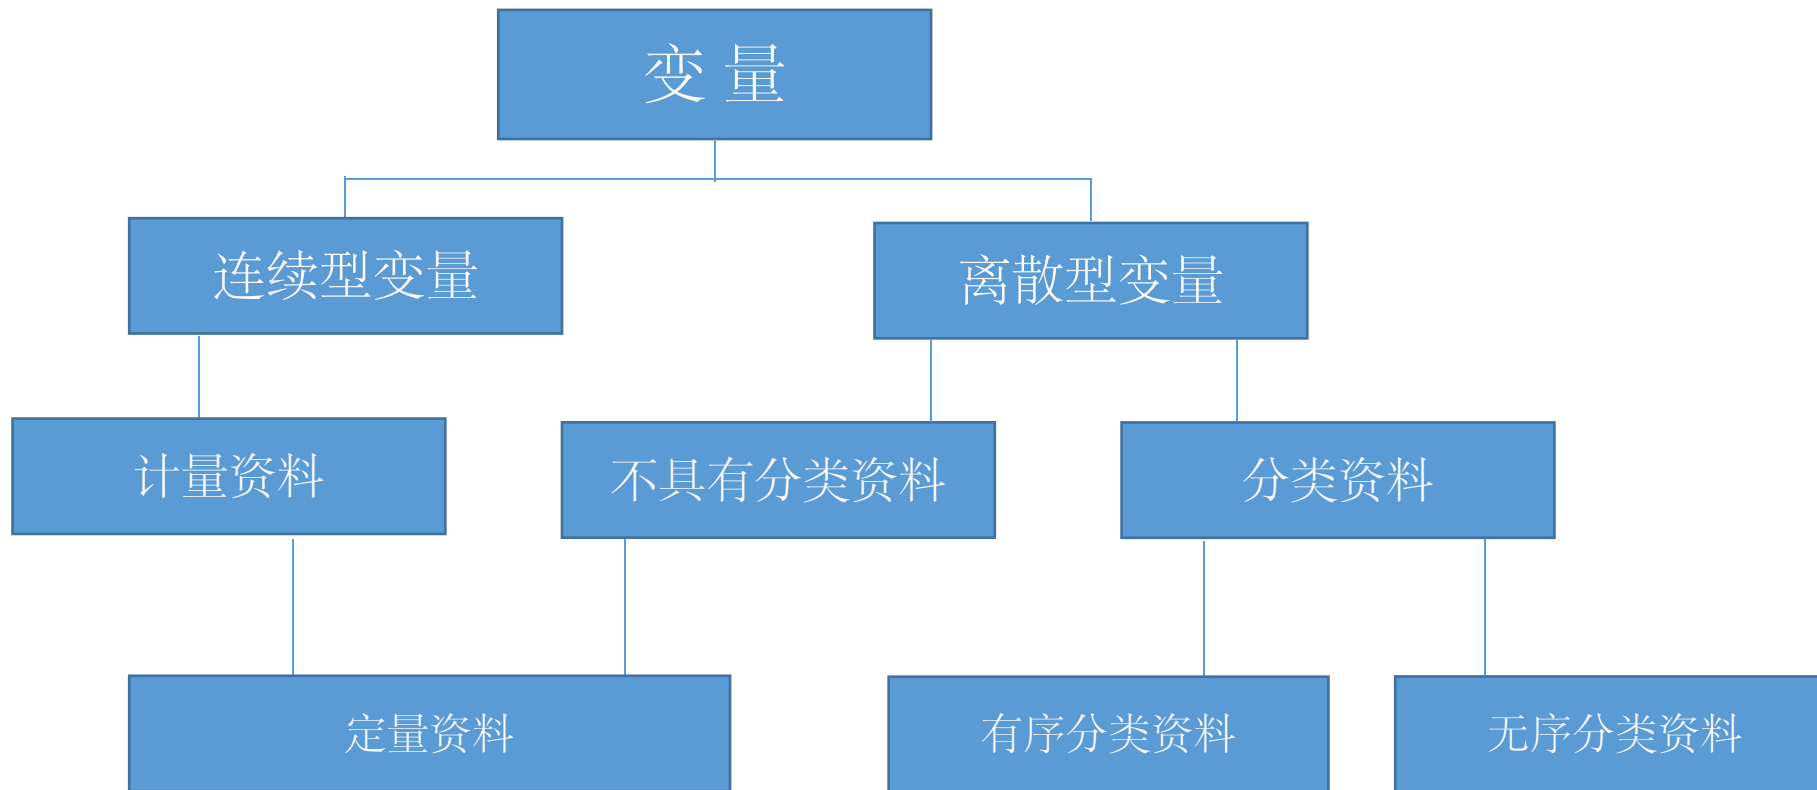 变 量
连续型变量
离散型变量
计量资料
不具有分类资料
分类资料
定量资料
有序分类资料
无序分类资料